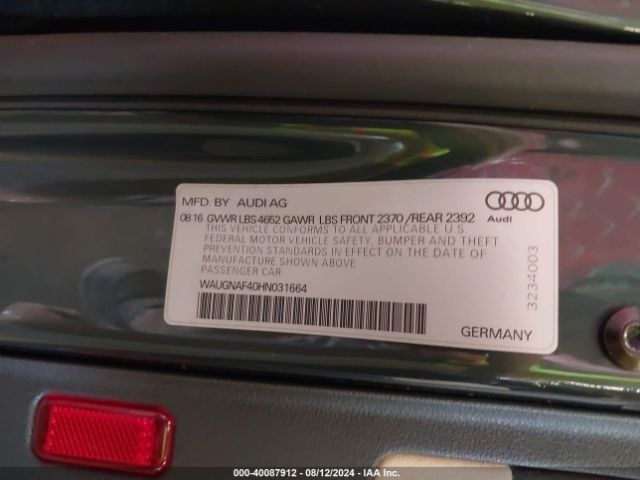 MFD. BY AUDI AG
08 16 GVWR LBS 4652 GAWR LBS FRONT 2370 /REAR 2392
Audi
THIS VEHICLE CONFORMS TO ALL APPLICABLE U S
FEDERAL MOTOR VEHICLE SAFETY, BUMPER AND THEFT
PREVENTION STANDARDS IN EFFECT ON THE DATE OF
MANUFACTURE SHOWN ABOVE
PASSENGER CAR
WAUGNAF40HN031664
3234003
GERMANY
000-40087912 - 08/12/2024 - IAA Inc.